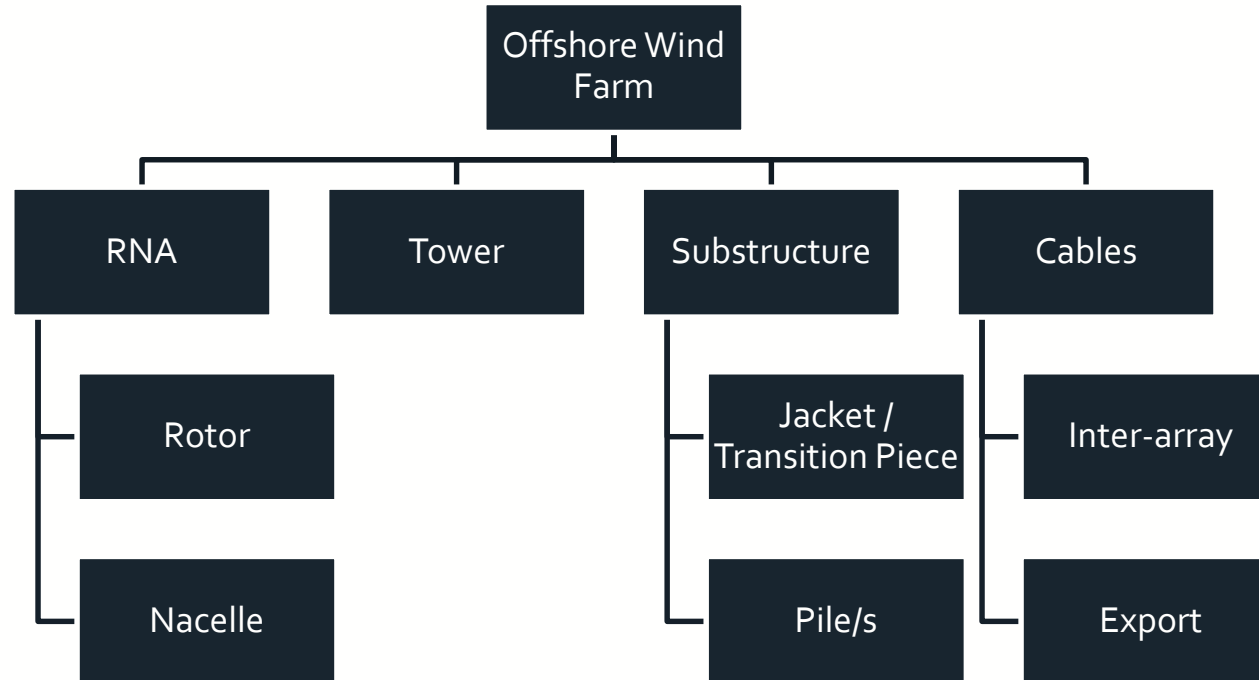 Offshore Wind
Farm
RNA
Tower
Substructure
Cables
Rotor
Jacket /
Transition Piece
Inter-array
Nacelle
Pile/s
Export